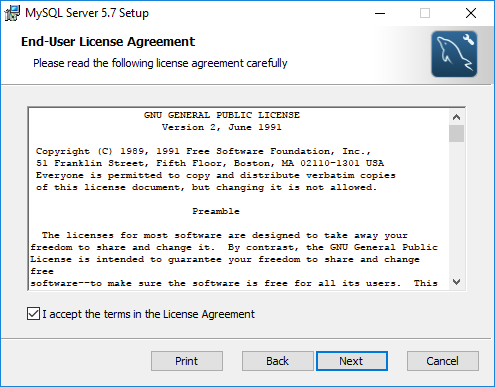 MySQL Server 5.7 Setup
End-User License Agreement
Please read the following license agreement carefully
GNU GENERAL PUBLIC LICENSE
Version 2, June 1991
Copyright (C) 1989, 1991 Free Software Foundation, Inc.,
51 Franklin Street, Fifth Floor, Boston, MA 02110-1301 USA
Everyone is permitted to copy and distribute verbatim copies
of this license document, but changing it is not allowed.
Preamble
The licenses for most software are designed to take away your
freedom to share and change it.  By contrast, the GNU General Public
License is intended to guarantee your freedom to share and change
free
software--to make sure the software is free for all its users.  This
I accept the terms in the License Agreement
Print
Back
Next
Cancel